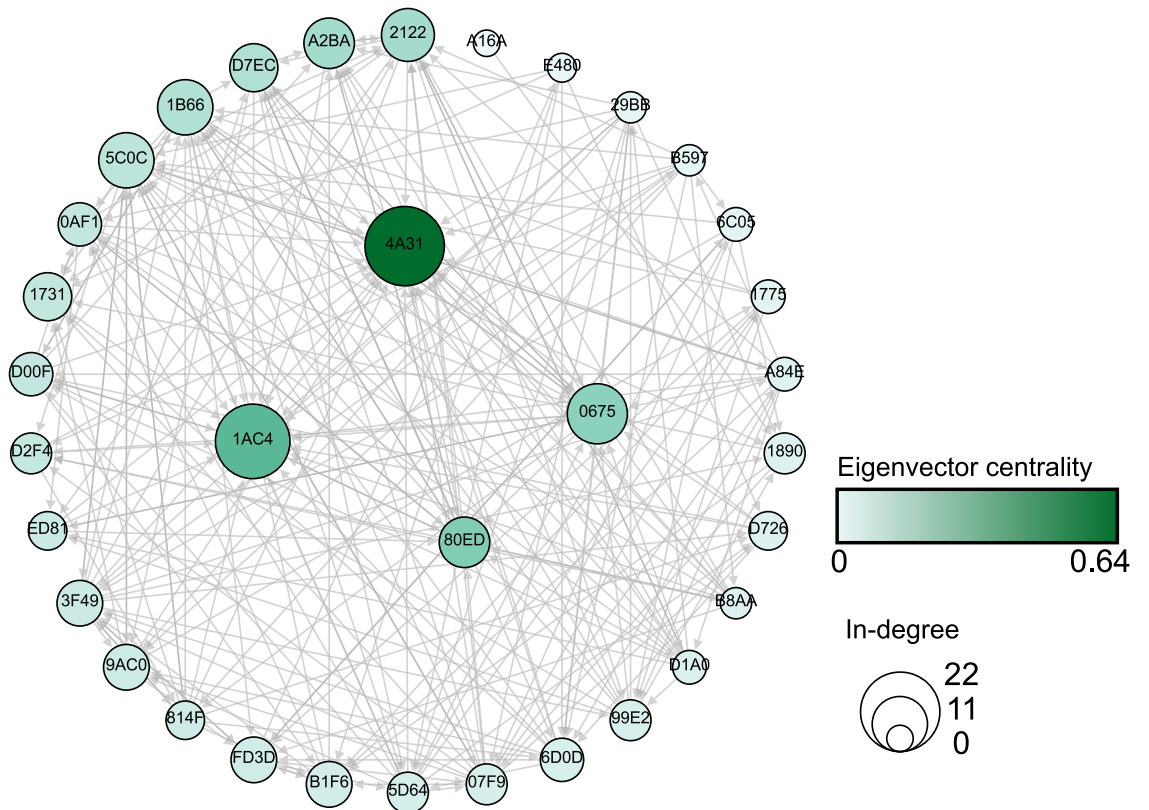 2122
A16A
A2BA
E480
D7EC
29BB
1B66
B597
5C0C
6C05
0AF1
4A31
1731
1775
D00F
A84E
0675
1AC4
D2F4
1890
Eigenvector centrality
ED81
D726
80ED
0
0.64
3F49
B8AA
In-degree
9AC0
D1A0
22
814F
99E2
11
0
FD3D
6D0D
B1F6
07F9
5D64